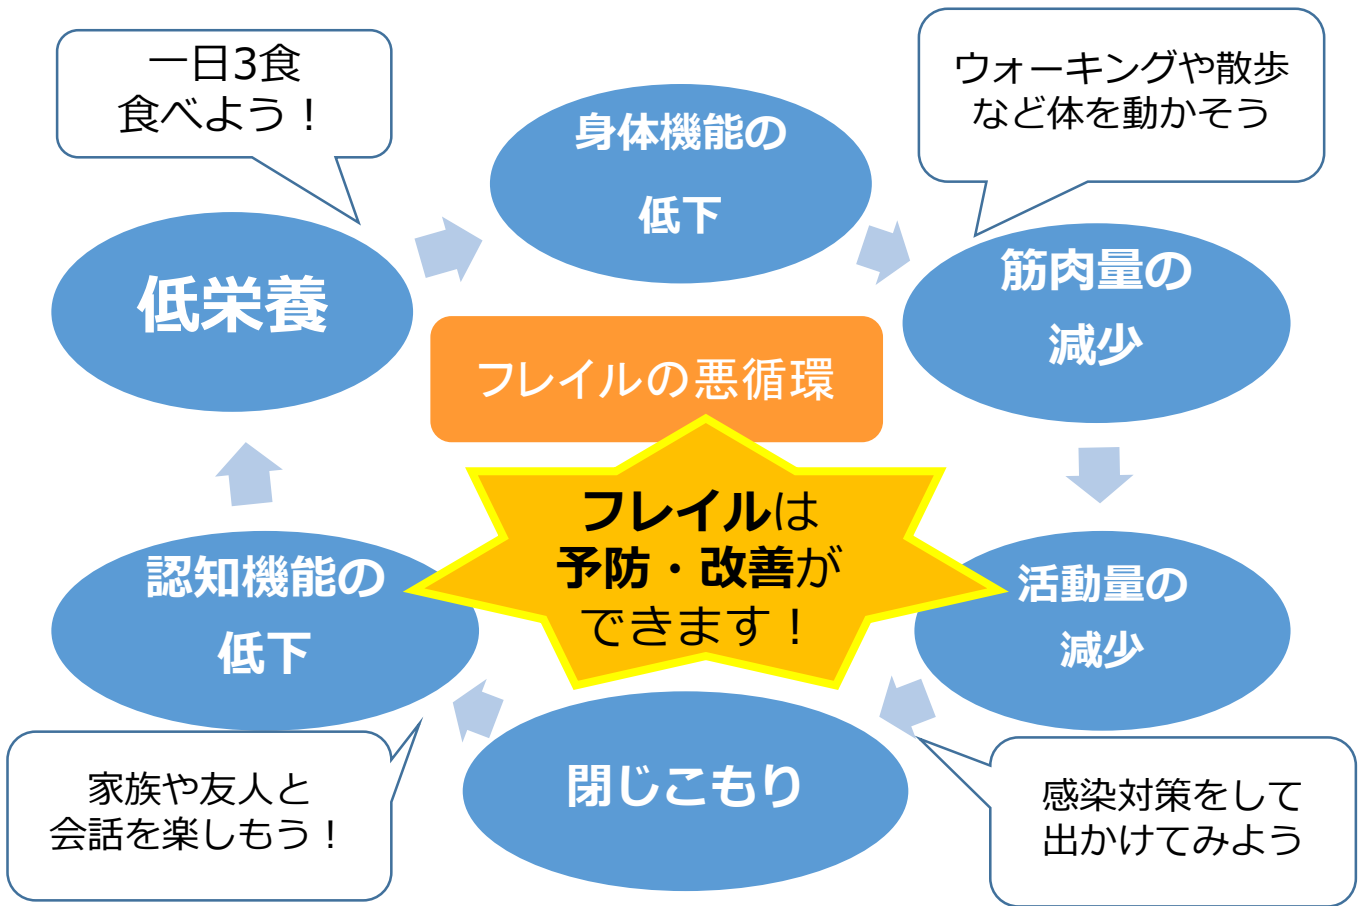 一日3食
食べよう！
身体機能の
低下
ウォーキングや散歩
など体を動かそう
低栄養
筋肉量の
減少
フレイルの悪循環
フレイルは
予防・改善が
できます！
認知機能の
低下
活動量の
減少
閉じこもり
家族や友人と
会話を楽しもう！
感染対策をして
出かけてみよう